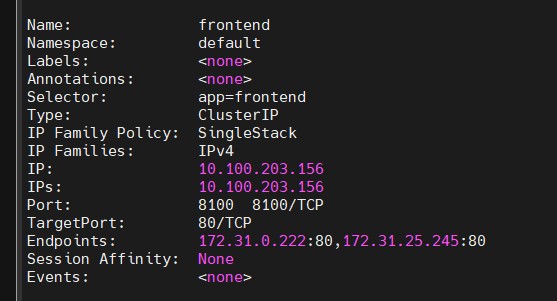 Name:              frontend
Namespace:         default
Labels:            <none>
Annotations:       <none>
Selector:          app=frontend
Type:              ClusterIP
IP Family Policy:  SingleStack
IP Families:       IPv4
IP:                10.100.203.156
IPs:               10.100.203.156
Port:              8100  8100/TCP
TargetPort:        80/TCP
Endpoints:         172.31.0.222:80,172.31.25.245:80
Session Affinity:  None
Events:            <none>